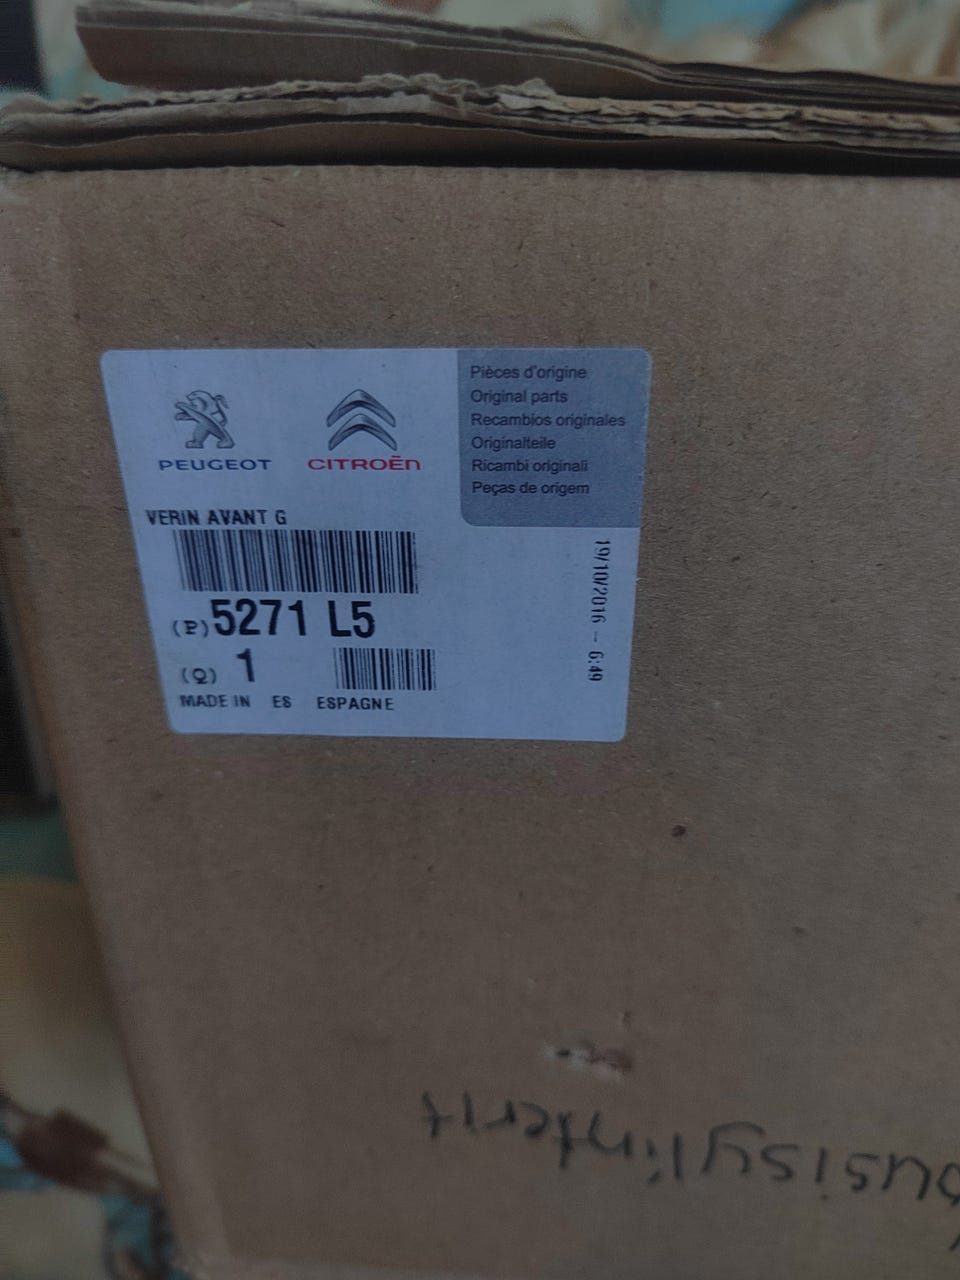 PEUGEOT
CITROËN
Pièces d'origine
Original parts
Recambios originales
Originalteile
Ricambi originali
Peças de origem
VERIN AVANT G
(P) 5271 L5
(Q) 1
MADE IN ES ESPAGNE
19/10/2016 - 6:49